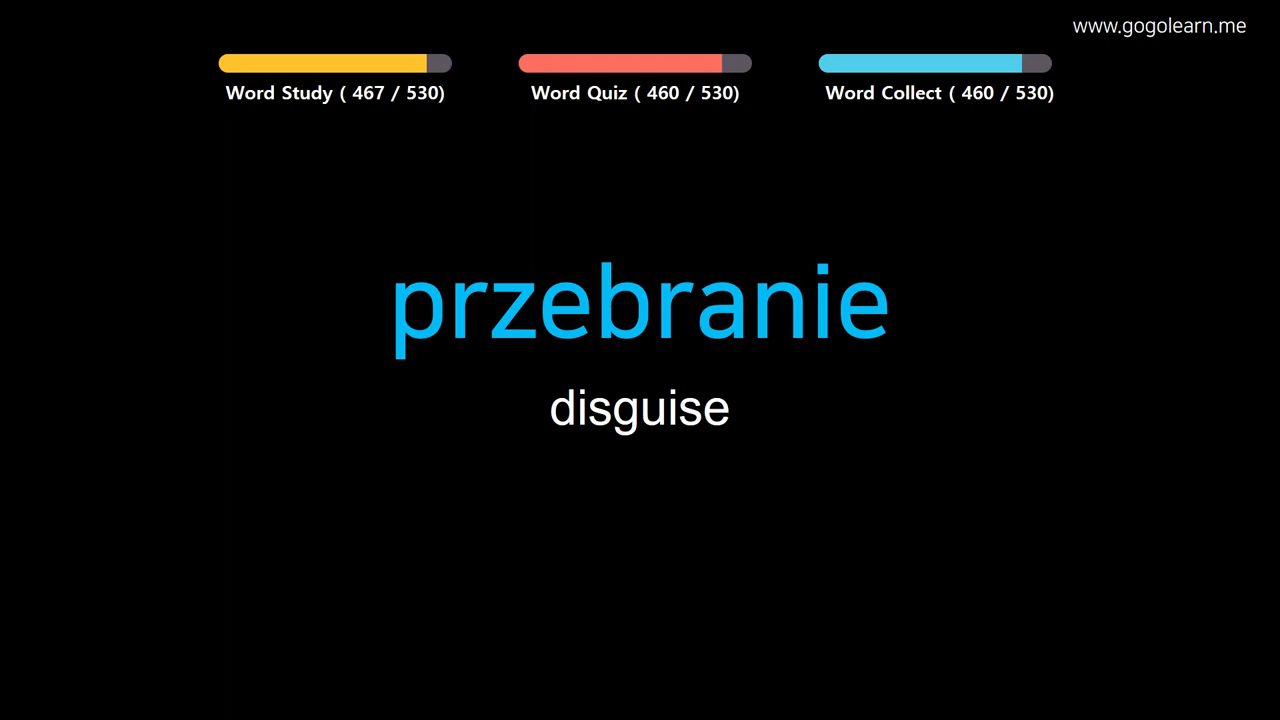 www.gogolearn.me
Word Study ( 467 / 530)
Word Quiz ( 460 / 530)
Word Collect ( 460 / 530)
przebranie
disguise